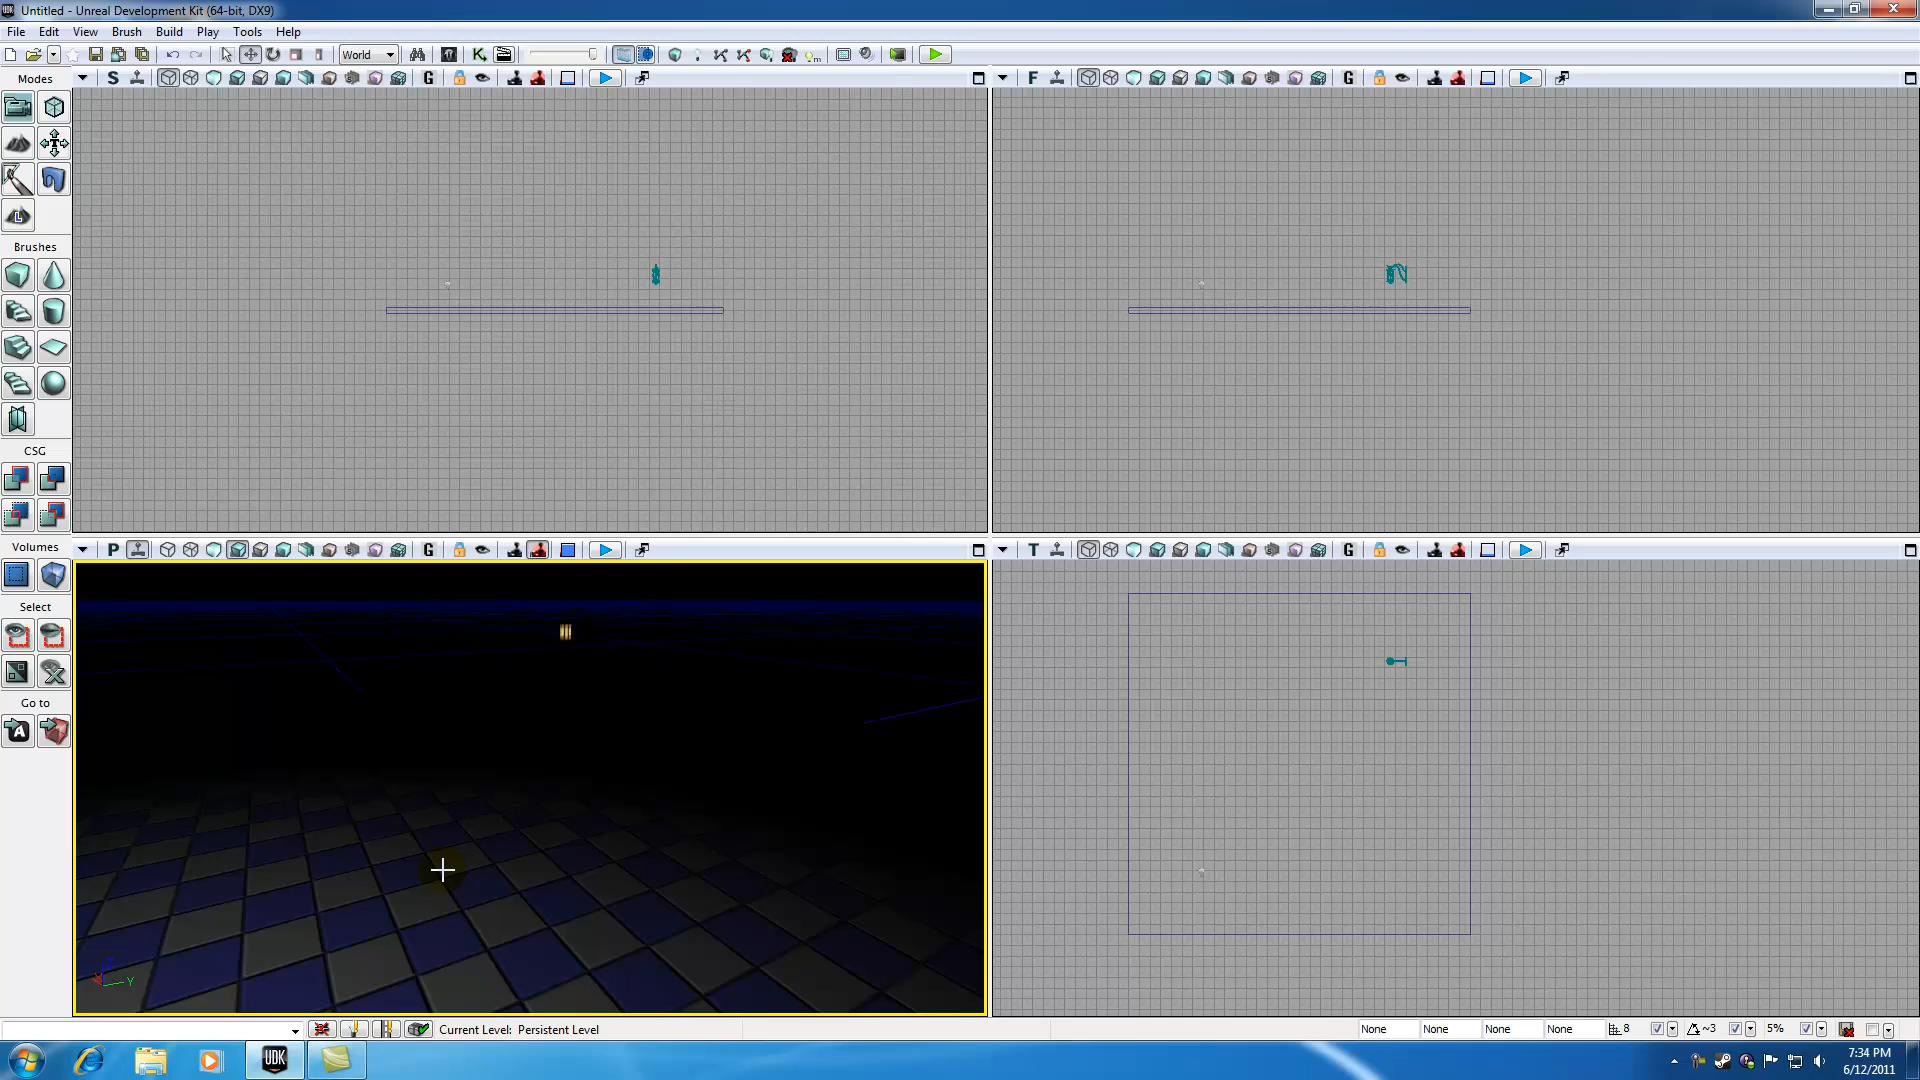 Untitled - Unreal Development Kit (64-bit, DX9)
File Edit View Brush Build Play Tools Help
World
Modes
S G
F G
Brushes
CSG
Volumes
P G
T G
Select
Go to
A
Y
Current Level: Persistent Level
None None None None 8 ~3 5%
UDK
7:34 PM
6/12/2011